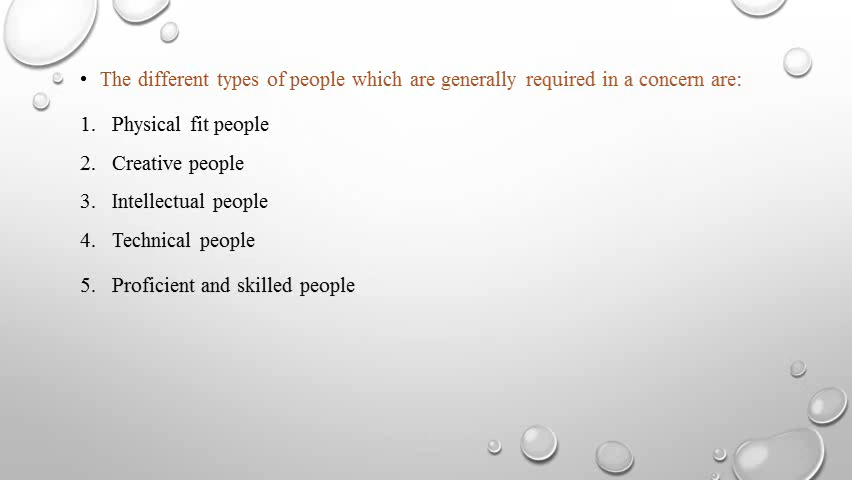 • The different types of people which are generally required in a concern are:
1. Physical fit people
2. Creative people
3. Intellectual people
4. Technical people
5. Proficient and skilled people